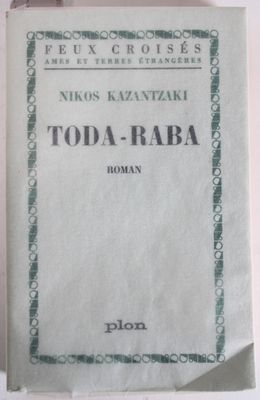 FEUX CROISÉS
AMES ET TERRES ÉTRANGÈRES
NIKOS KAZANTZAKI
TODA-RABA
ROMAN
plon